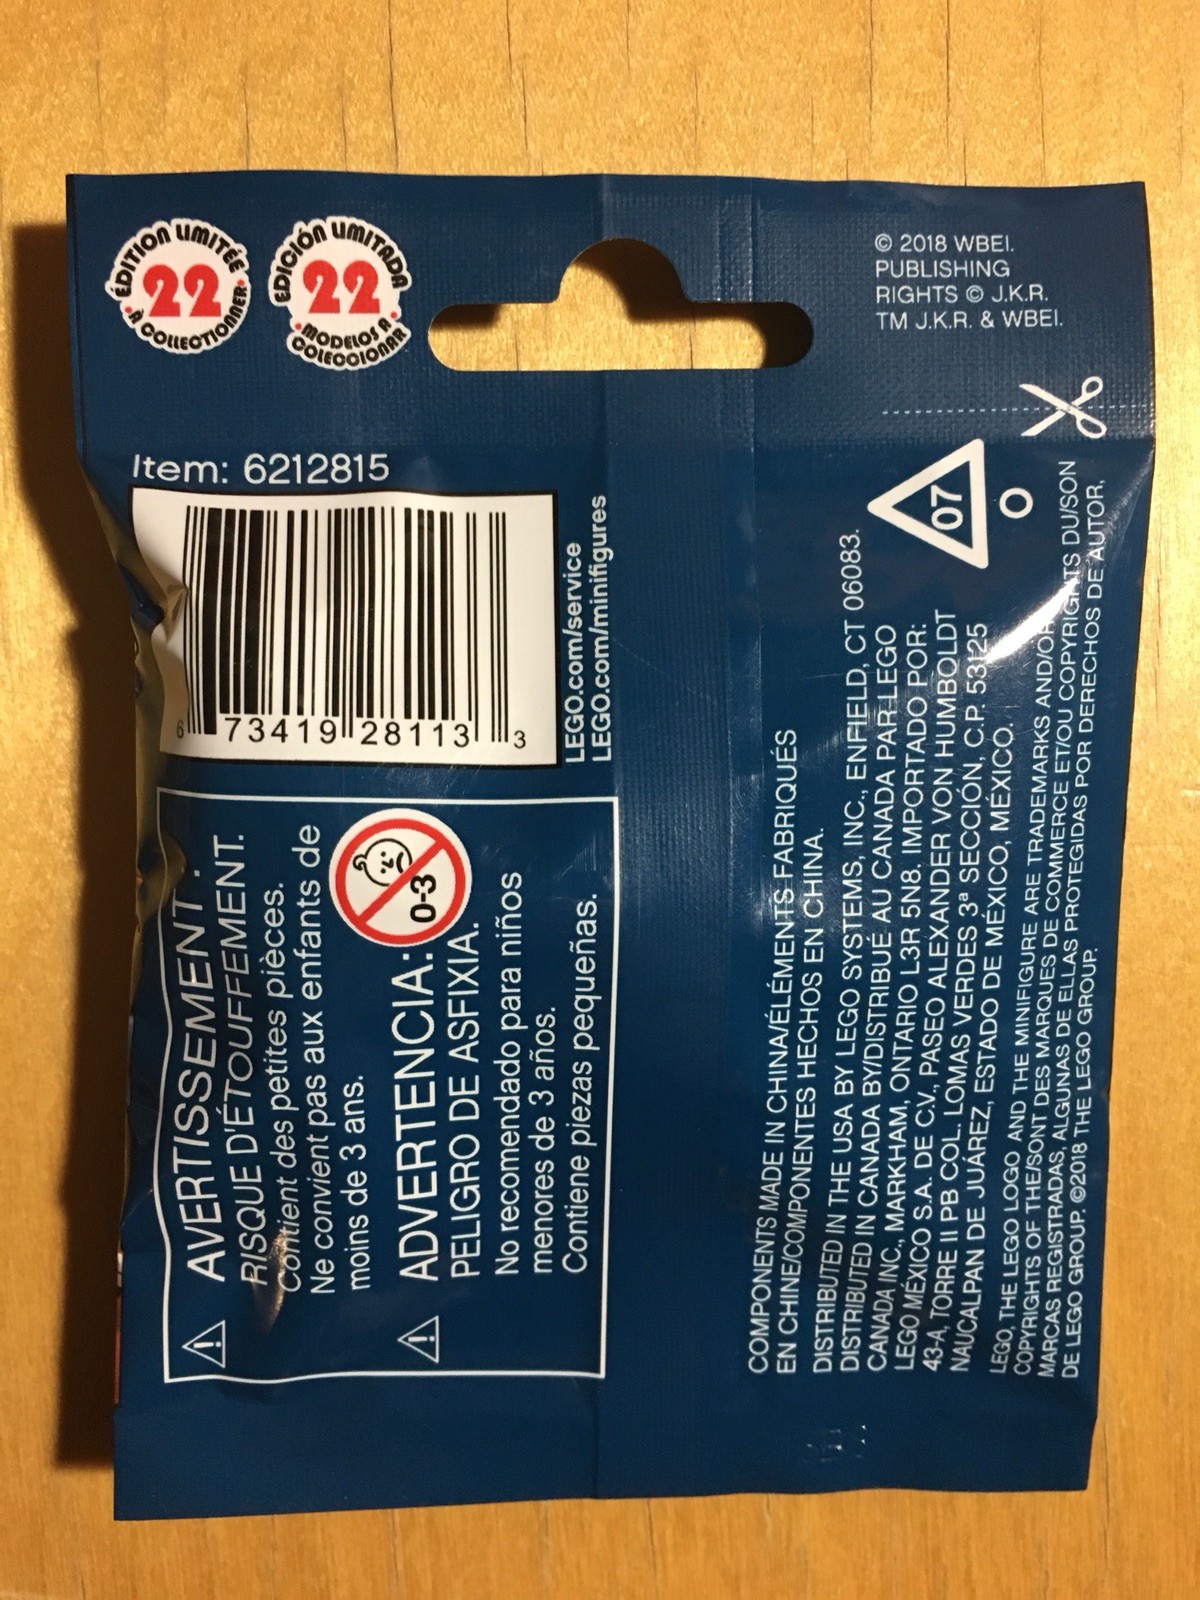 ÉDITION LIMITÉE
22
À COLLECTIONNER
EDICIÓN LIMITADA
22
MODELOS A
COLECCIONAR
© 2018 WBEI.
PUBLISHING
RIGHTS © J.K.R.
TM J.K.R. & WBEI.
Item: 6212815
6 73419 28113 3
LEGO.com/service
LEGO.com/minifigures
07
O
AVERTISSEMENT :
RISQUE D'ÉTOUFFEMENT.
Contient des petites pièces.
Ne convient pas aux enfants de
moins de 3 ans.
0-3
ADVERTENCIA:
PELIGRO DE ASFIXIA.
No recomendado para niños
menores de 3 años.
Contiene piezas pequeñas.
COMPONENTS MADE IN CHINA/ÉLÉMENTS FABRIQUÉS
EN CHINE/COMPONENTES HECHOS EN CHINA.
DISTRIBUTED IN THE USA BY LEGO SYSTEMS, INC., ENFIELD, CT 06083.
DISTRIBUTED IN CANADA BY/DISTRIBUÉ AU CANADA PAR LEGO
CANADA INC., MARKHAM, ONTARIO L3R 5N8. IMPORTADO POR:
LEGO MÉXICO S.A. DE C.V., PASEO ALEXANDER VON HUMBOLDT
43-A, TORRE II PB COL. LOMAS VERDES 3ª SECCIÓN, C.P. 53125
NAUCALPAN DE JUÁREZ, ESTADO DE MÉXICO, MÉXICO.
LEGO, THE LEGO LOGO AND THE MINIFIGURE ARE TRADEMARKS AND/OR
COPYRIGHTS OF THE/SONT DES MARQUES DE COMMERCE ET/OU COPYRIGHTS DU/SON
MARCAS REGISTRADAS, ALGUNAS DE ELLAS PROTEGIDAS POR DERECHOS DE AUTOR,
DE LEGO GROUP. ©2018 THE LEGO GROUP.